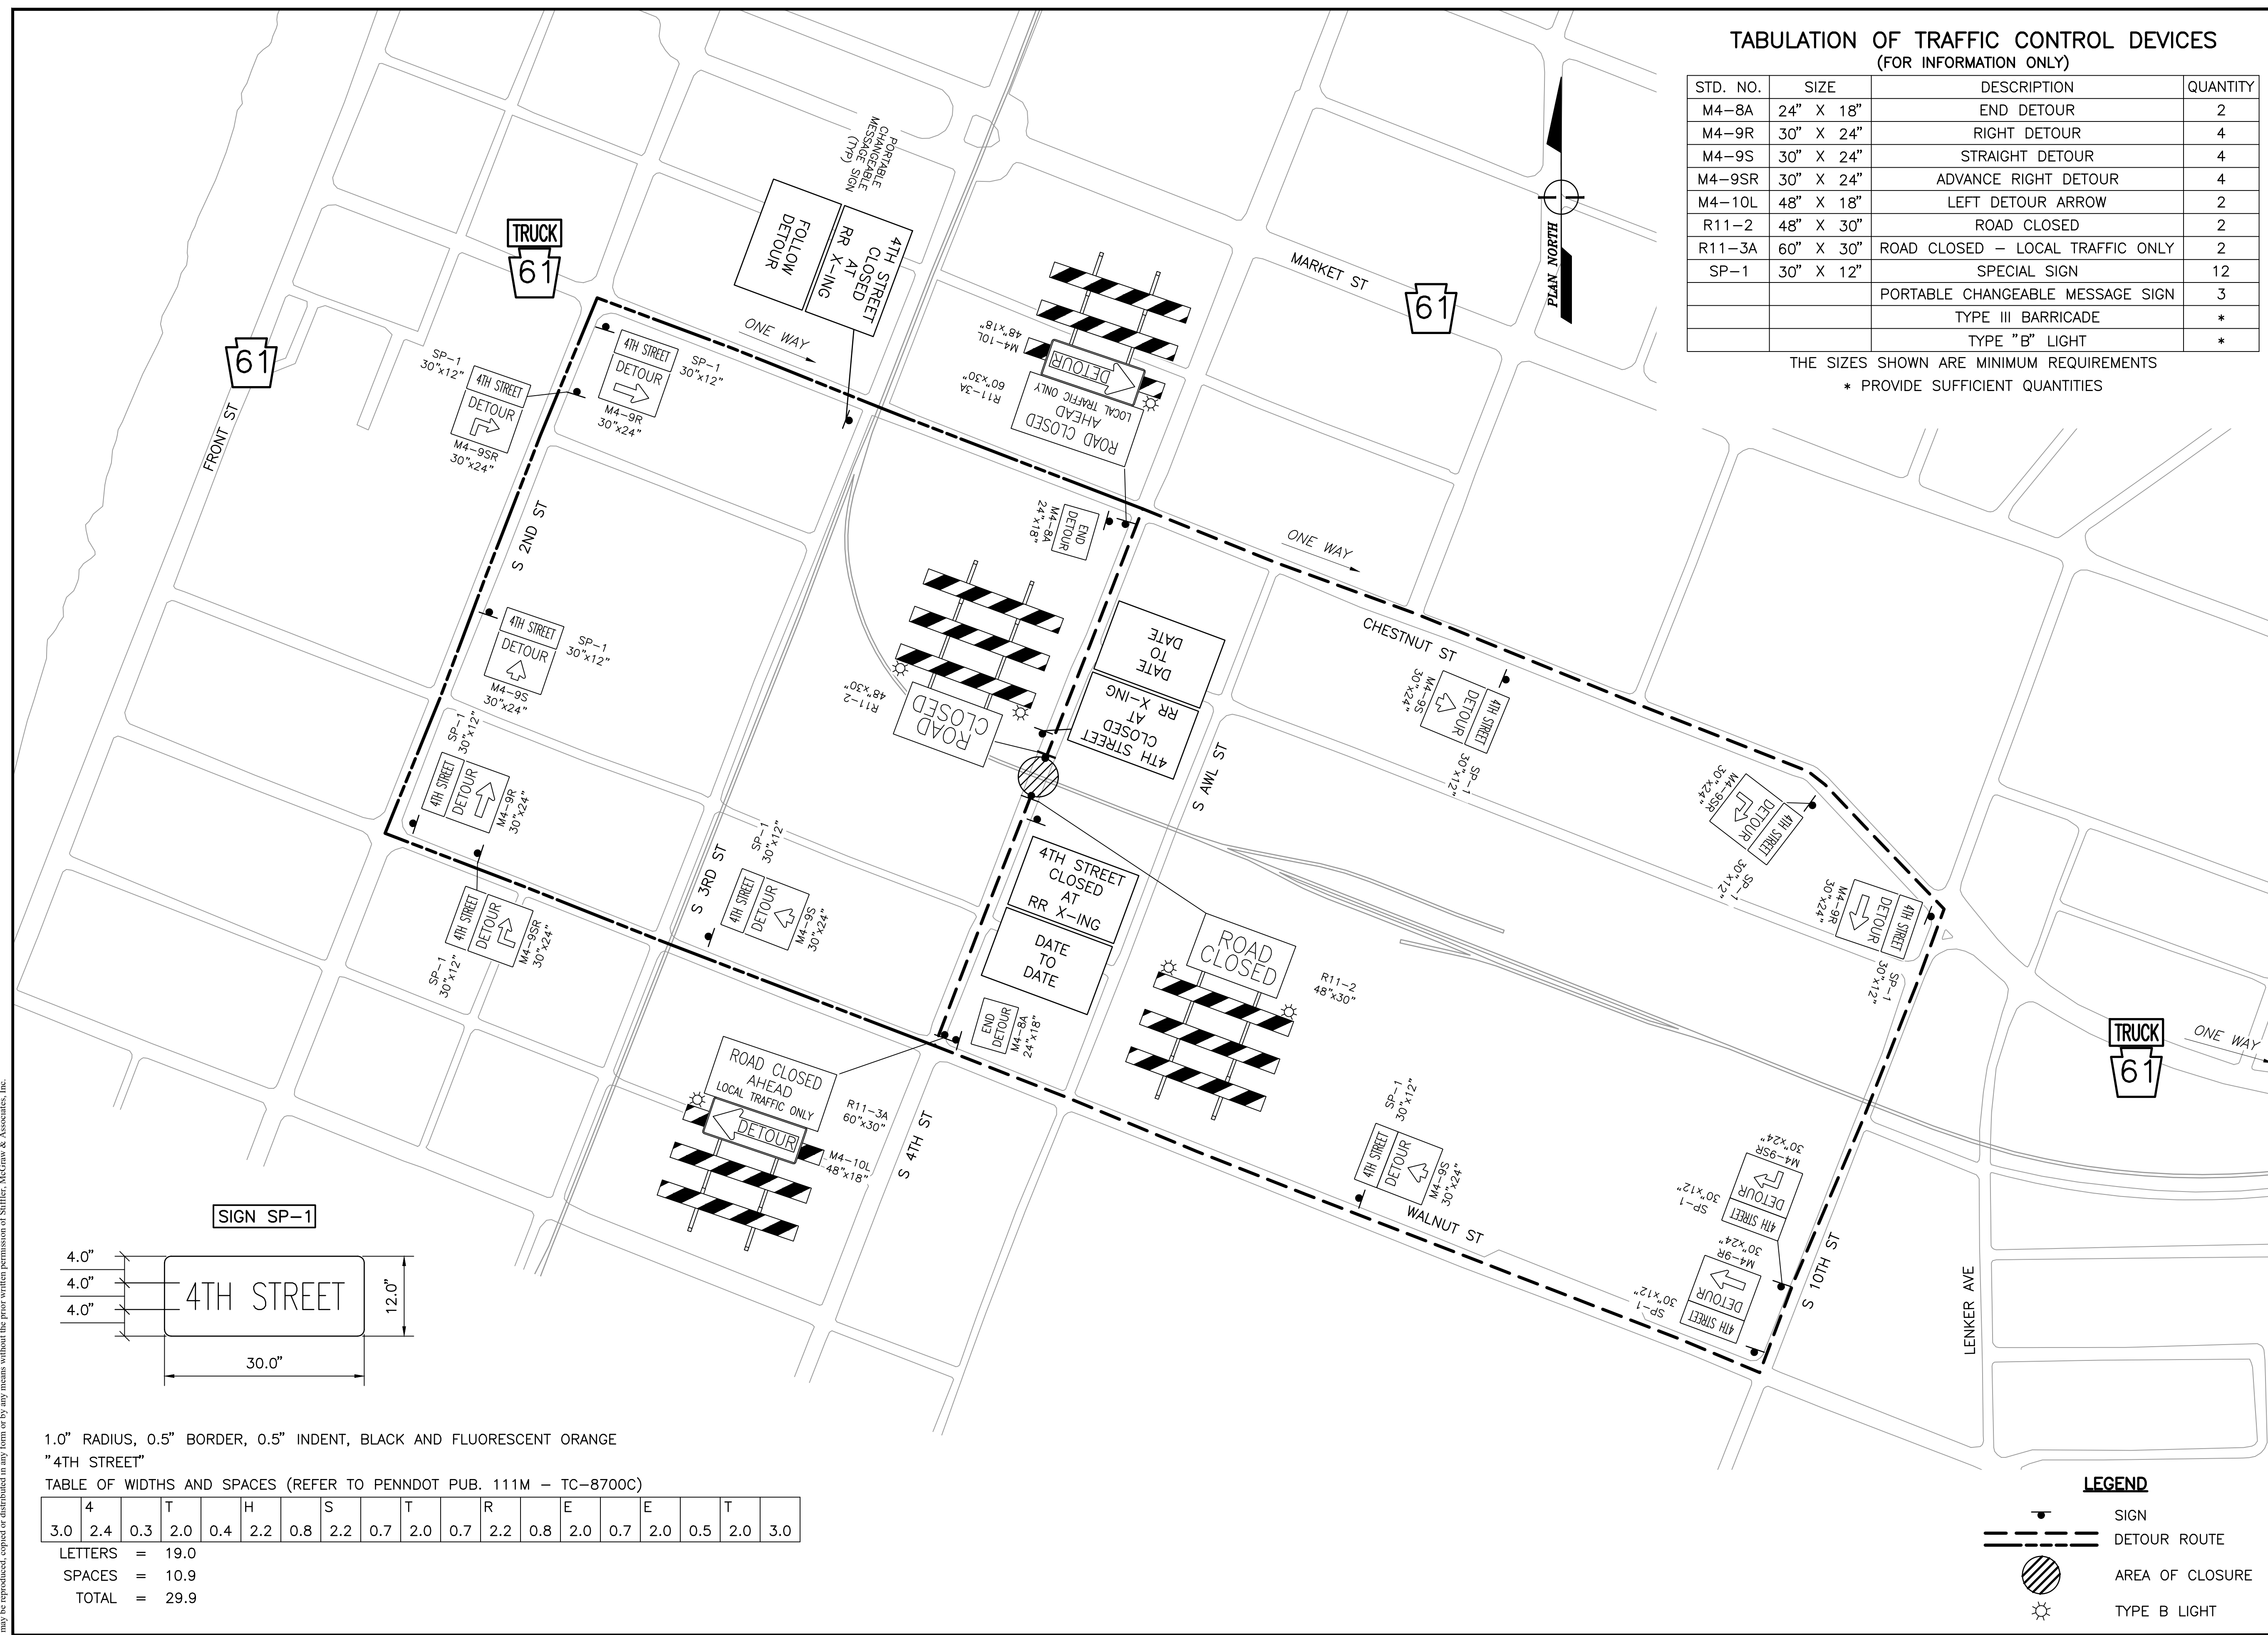 TABULATION OF TRAFFIC CONTROL DEVICES
(FOR INFORMATION ONLY)
STD. NO. SIZE DESCRIPTION QUANTITY
M4-8A 24" X 18" END DETOUR 2
M4-9R 30" X 24" RIGHT DETOUR 4
M4-9S 30" X 24" STRAIGHT DETOUR 4
M4-9SR 30" X 24" ADVANCE RIGHT DETOUR 4
M4-10L 48" X 18" LEFT DETOUR ARROW 2
R11-2 48" X 30" ROAD CLOSED 2
R11-3A 60" X 30" ROAD CLOSED - LOCAL TRAFFIC ONLY 2
SP-1 30" X 12" SPECIAL SIGN 12
PORTABLE CHANGEABLE MESSAGE SIGN 3
TYPE III BARRICADE *
TYPE "B" LIGHT *
THE SIZES SHOWN ARE MINIMUM REQUIREMENTS
* PROVIDE SUFFICIENT QUANTITIES
PLAN NORTH
PORTABLE
CHANGEABLE
MESSAGE SIGN
(TYP)
4TH STREET
CLOSED
AT
RR X-ING
FOLLOW
DETOUR
TRUCK
61
61
FRONT ST
MARKET ST
61
ONE WAY
SP-1
30"x12"
4TH STREET
DETOUR
M4-9SR
30"x24"
4TH STREET
DETOUR
SP-1
30"x12"
M4-9R
30"x24"
M4-10L
48"x18"
DETOUR
R11-3A
60"x30"
ROAD CLOSED
AHEAD
LOCAL TRAFFIC ONLY
S 2ND ST
END
DETOUR
M4-8A
24"x18"
ONE WAY
CHESTNUT ST
4TH STREET
DETOUR
SP-1
30"x12"
M4-9S
30"x24"
R11-2
48"x30"
ROAD
CLOSED
4TH STREET
CLOSED
AT
RR X-ING
DATE
TO
DATE
S AWL ST
4TH STREET
DETOUR
M4-9S
30"x24"
SP-1
30"x12"
4TH STREET
DETOUR
M4-9SR
30"x24"
SP-1
30"x12"
4TH STREET
DETOUR
M4-9R
30"x24"
SP-1
30"x12"
SP-1
30"x12"
4TH STREET
DETOUR
M4-9R
30"x24"
SP-1
30"x12"
4TH STREET
DETOUR
M4-9SR
30"x24"
S 3RD ST
SP-1
30"x12"
4TH STREET
DETOUR
M4-9S
30"x24"
4TH STREET
CLOSED
AT
RR X-ING
DATE
TO
DATE
END
DETOUR
M4-8A
24"x18"
ROAD
CLOSED
R11-2
48"x30"
TRUCK
61
ONE WAY
ROAD CLOSED
AHEAD
LOCAL TRAFFIC ONLY
DETOUR
R11-3A
60"x30"
M4-10L
48"x18"
S 4TH ST
SP-1
30"x12"
4TH STREET
DETOUR
M4-9S
30"x24"
WALNUT ST
4TH STREET
DETOUR
M4-9SR
30"x24"
SP-1
30"x12"
4TH STREET
DETOUR
M4-9R
30"x24"
SP-1
30"x12"
S 10TH ST
LENKER AVE
SIGN SP-1
4.0"
4.0"
4.0"
4TH STREET
12.0"
30.0"
1.0" RADIUS, 0.5" BORDER, 0.5" INDENT, BLACK AND FLUORESCENT ORANGE
"4TH STREET"
TABLE OF WIDTHS AND SPACES (REFER TO PENNDOT PUB. 111M - TC-8700C)
4 T H S T R E E T
3.0 2.4 0.3 2.0 0.4 2.2 0.8 2.2 0.7 2.0 0.7 2.2 0.8 2.0 0.7 2.0 0.5 2.0 3.0
LETTERS = 19.0
SPACES = 10.9
TOTAL = 29.9
LEGEND
SIGN
DETOUR ROUTE
AREA OF CLOSURE
TYPE B LIGHT
may be reproduced, copied or distributed in any form or by any means without the prior written permission of Stiffler, McGraw & Associates, Inc.